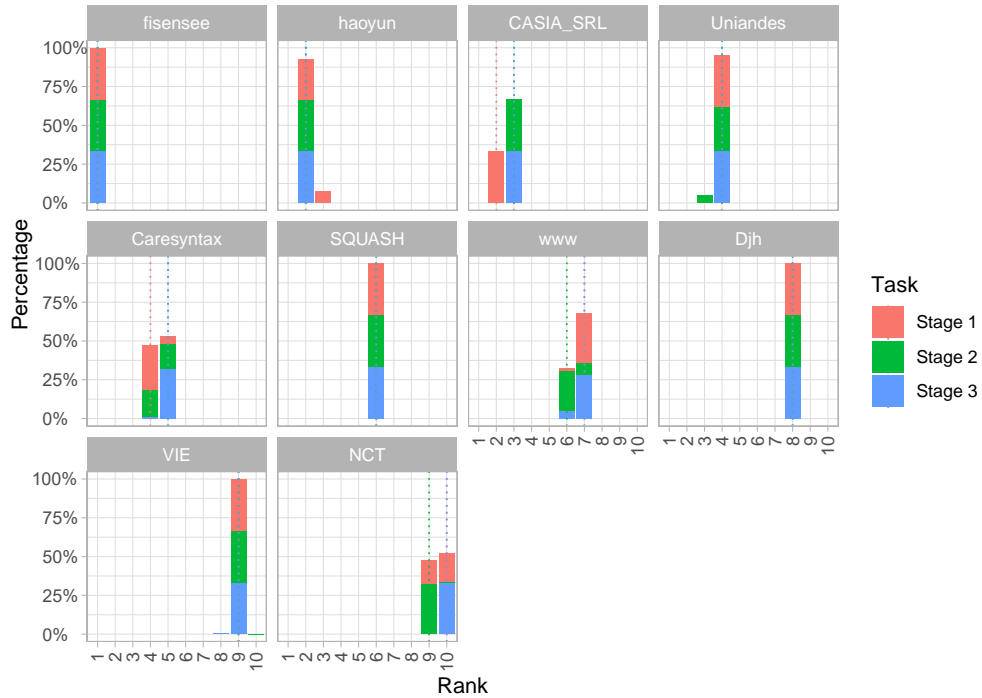 fisensee haoyun CASIA_SRL Uniandes
100%
75%
50%
25%
0%
Caresyntax SQUASH www Djh
100%
75%
50%
25%
0%
1 2 3 4 5 6 7 8 9 10 1 2 3 4 5 6 7 8 9 10
VIE NCT
100%
75%
50%
25%
0%
1 2 3 4 5 6 7 8 9 10 1 2 3 4 5 6 7 8 9 10
Rank
Percentage
Task
Stage 1
Stage 2
Stage 3